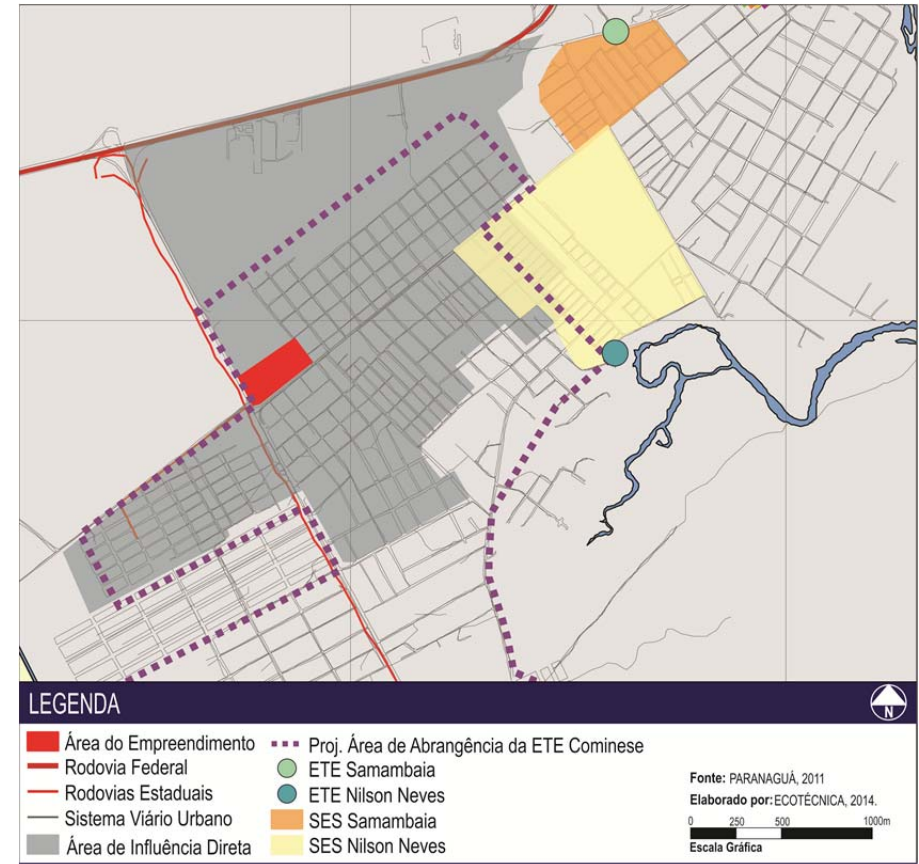 LEGENDA
N
Área do Empreendimento
Rodovia Federal
Rodovias Estaduais
Sistema Viário Urbano
Área de Influência Direta
Proj. Área de Abrangência da ETE Cominese
ETE Samambaia
ETE Nilson Neves
SES Samambaia
SES Nilson Neves
Fonte: PARANAGUÁ, 2011
Elaborado por: ECOTÉCNICA, 2014.
0 250 500 1000m
Escala Gráfica